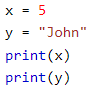 x = 5
y = "John"
print(x)
print(y)